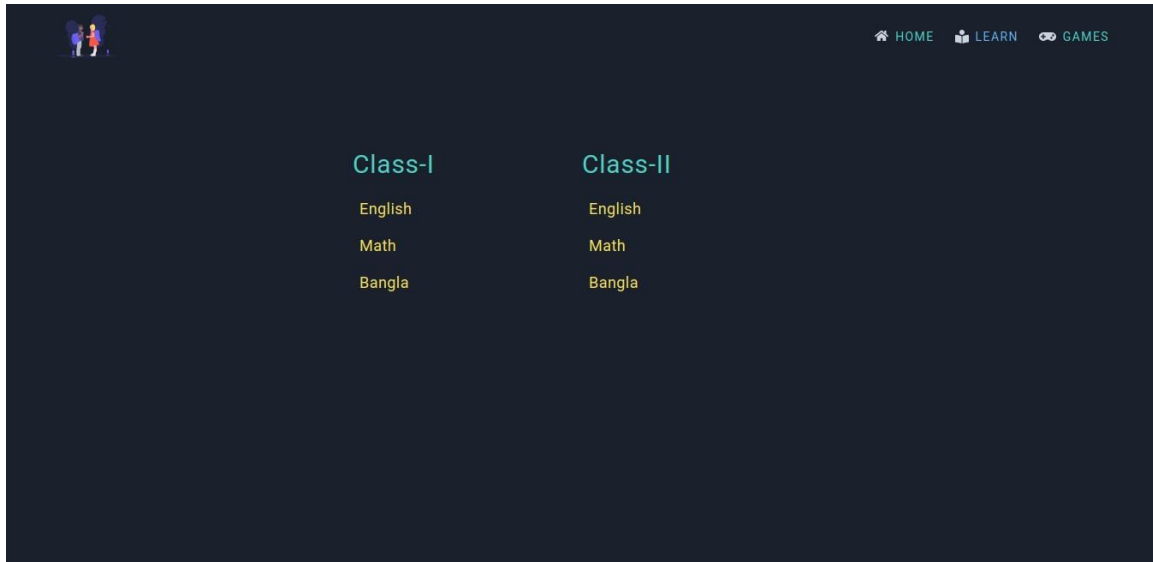 HOME LEARN GAMES
Class-I
English
Math
Bangla
Class-II
English
Math
Bangla